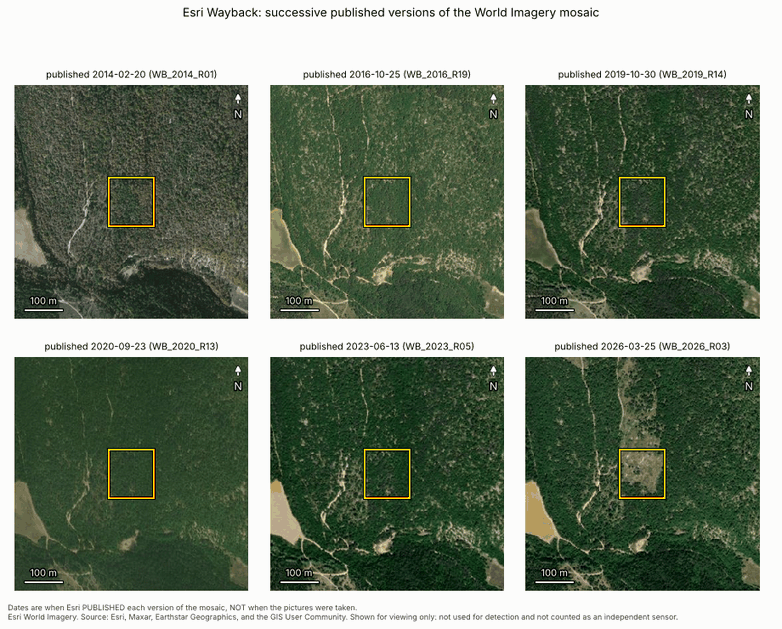 Esri Wayback: successive published versions of the World Imagery mosaic
published 2014-02-20 (WB_2014_R01)
published 2016-10-25 (WB_2016_R19)
published 2019-10-30 (WB_2019_R14)
N
N
N
100 m
100 m
100 m
published 2020-09-23 (WB_2020_R13)
published 2023-06-13 (WB_2023_R05)
published 2026-03-25 (WB_2026_R03)
N
N
N
100 m
100 m
100 m
Dates are when Esri PUBLISHED each version of the mosaic, NOT when the pictures were taken.
Esri World Imagery. Source: Esri, Maxar, Earthstar Geographics, and the GIS User Community. Shown for viewing only: not used for detection and not counted as an independent sensor.